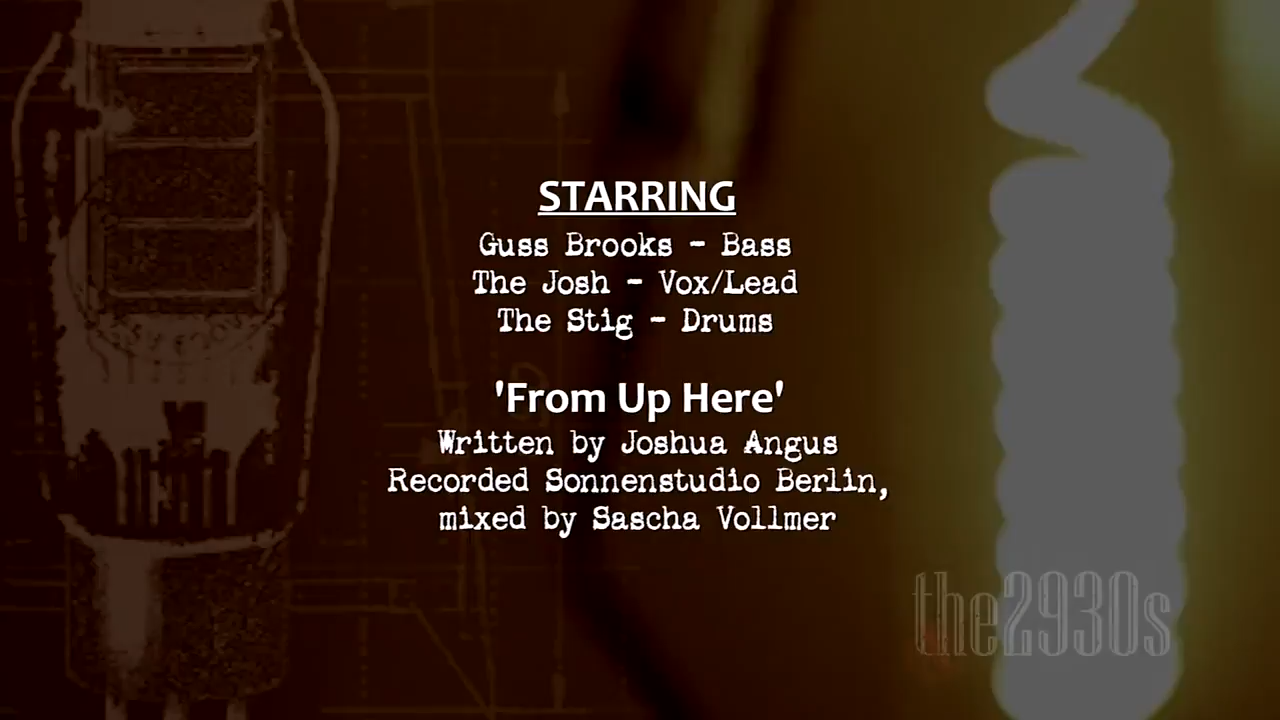 STARRING
Guss Brooks - Bass
The Josh - Vox/Lead
The Stig - Drums
'From Up Here'
Written by Joshua Angus
Recorded Sonnenstudio Berlin,
mixed by Sascha Vollmer
the2930s